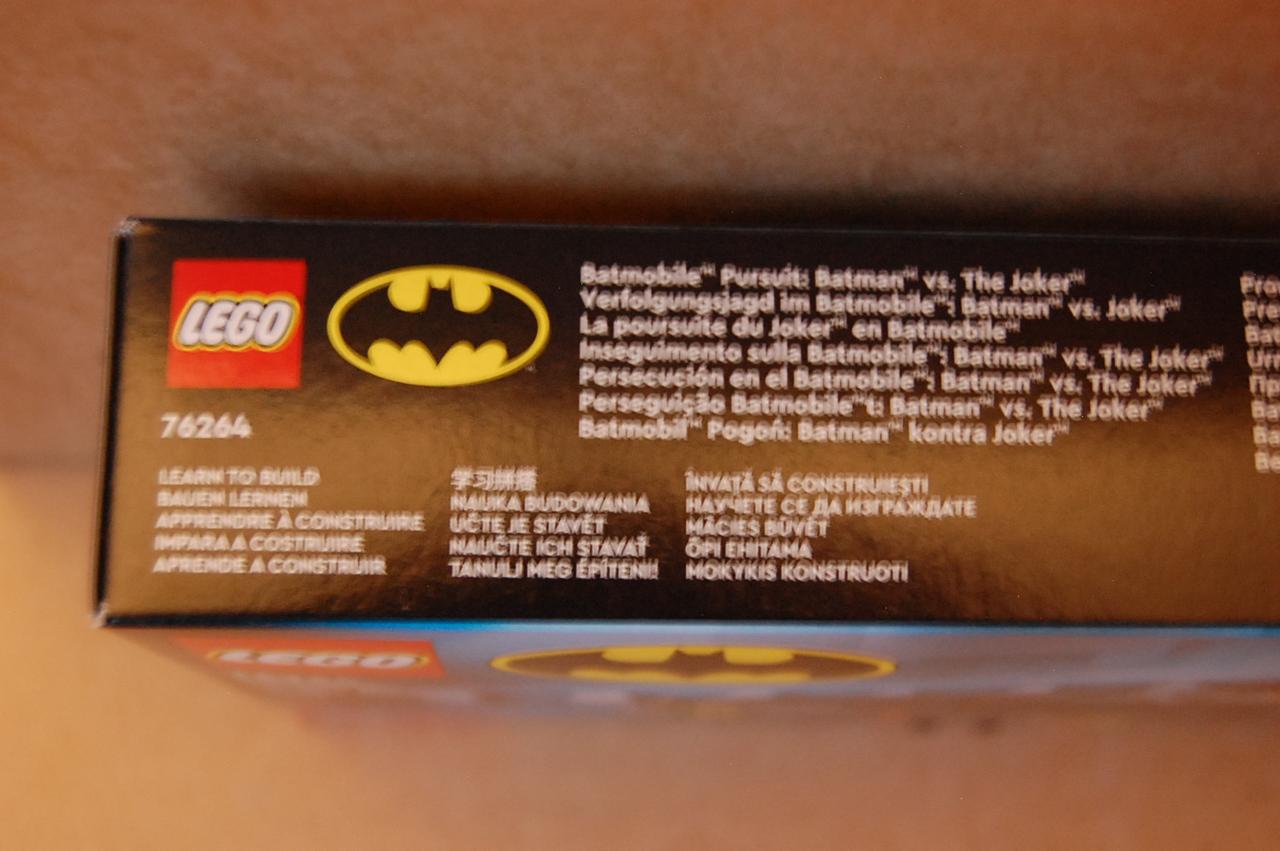 LEGO
76264
Batmobile™ Pursuit: Batman™ vs. The Joker™
Verfolgungsjagd im Batmobile™: Batman™ vs. Joker™
La poursuite du Joker™ en Batmobile™
Inseguimento sulla Batmobile™: Batman™ vs. The Joker™
Persecución en el Batmobile™: Batman™ vs. The Joker™
Perseguição Batmobile™t: Batman™ vs. The Joker™
Batmobil™ Pogoń: Batman™ kontra Joker™
LEARN TO BUILD
BAUEN LERNEN
APPRENDRE À CONSTRUIRE
IMPARA A COSTRUIRE
APRENDE A CONSTRUIR
学习拼搭
NAUKA BUDOWANIA
UČTE JE STAVĚT
NAUČTE ICH STAVAŤ
TANULJ MEG ÉPÍTENI!
ÎNVAȚĂ SĂ CONSTRUIEȘTI
НАУЧЕТЕ СЕ ДА ИЗГРАЖДАТЕ
MĀCIES BŪVĒT
ÕPI EHITAMA
MOKYKIS KONSTRUOTI
LEGO